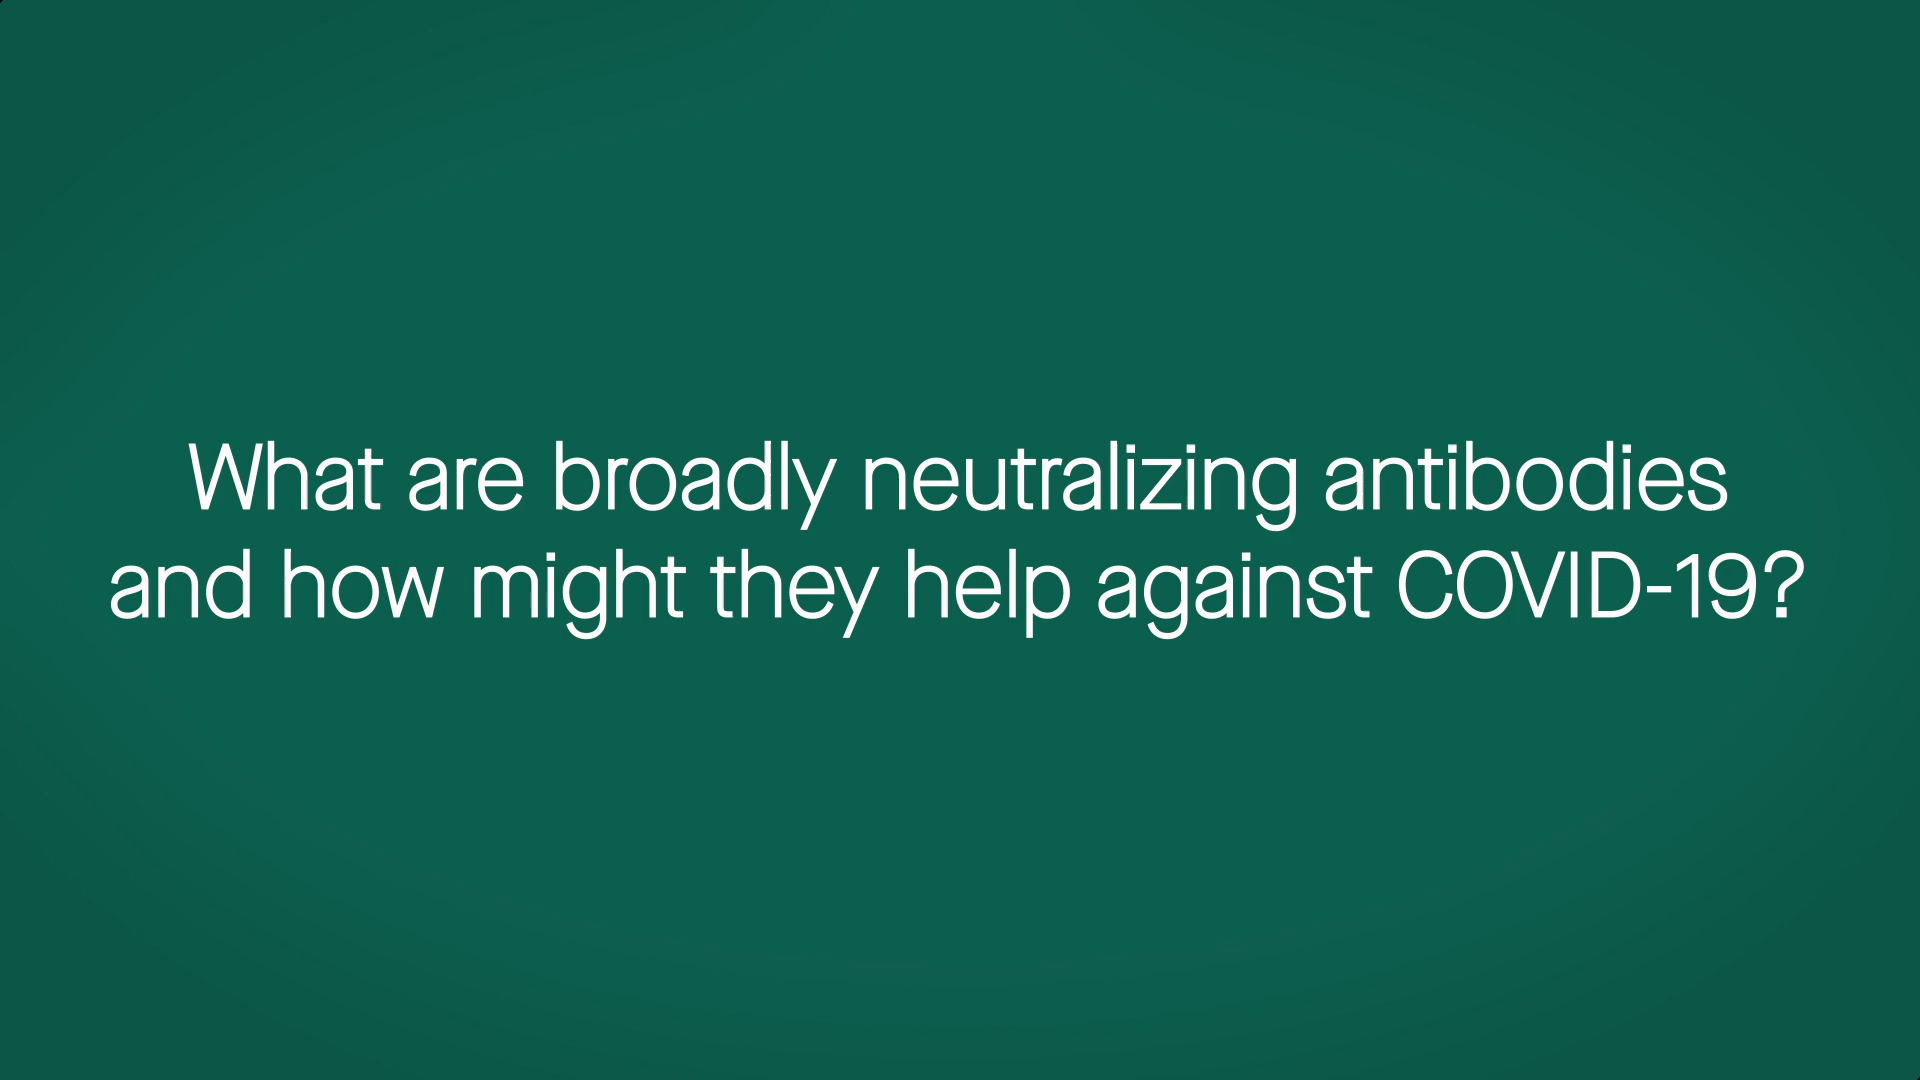 What are broadly neutralizing antibodies
and how might they help against COVID-19?